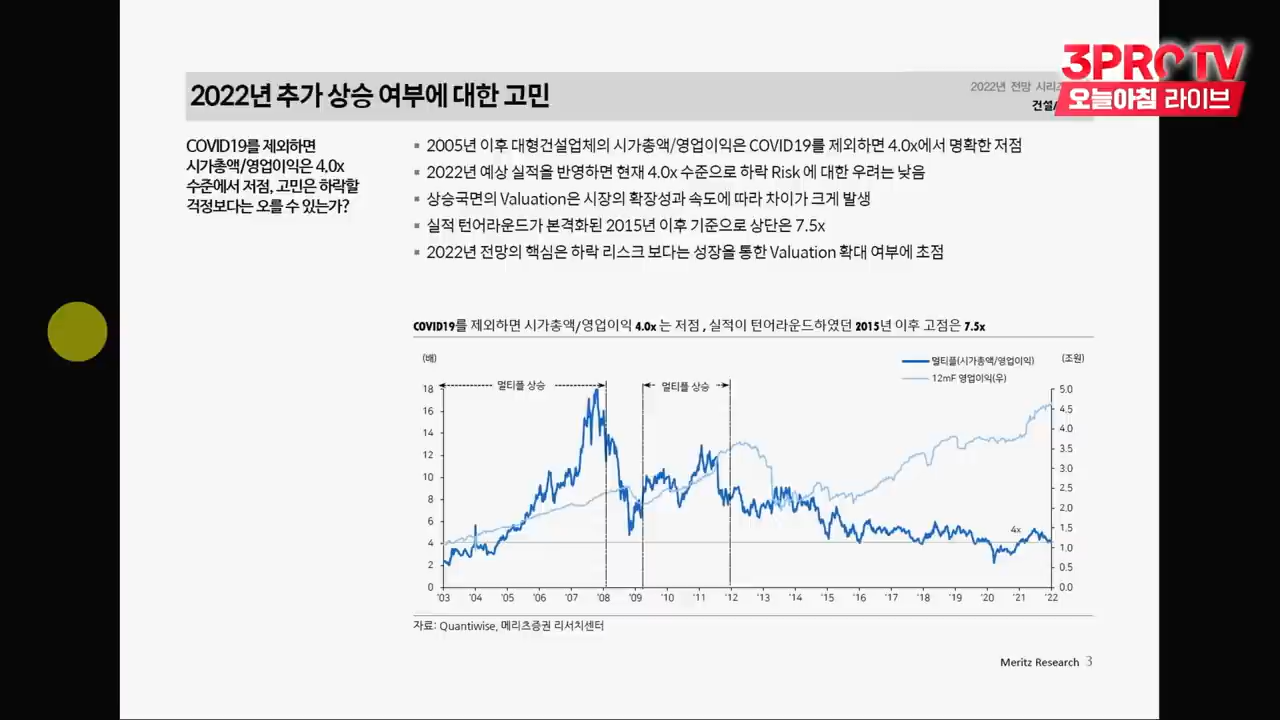 3PROTV
오늘아침 라이브
2022년 추가 상승 여부에 대한 고민
2022년 전망 시리즈
건설/
COVID19를 제외하면
시가총액/영업이익은 4.0x
수준에서 저점, 고민은 하락할
걱정보다는 오를 수 있는가?
▪ 2005년 이후 대형건설업체의 시가총액/영업이익은 COVID19를 제외하면 4.0x에서 명확한 저점
▪ 2022년 예상 실적을 반영하면 현재 4.0x 수준으로 하락 Risk 에 대한 우려는 낮음
▪ 상승국면의 Valuation은 시장의 확장성과 속도에 따라 차이가 크게 발생
▪ 실적 턴어라운드가 본격화된 2015년 이후 기준으로 상단은 7.5x
▪ 2022년 전망의 핵심은 하락 리스크 보다는 성장을 통한 Valuation 확대 여부에 초점
COVID19를 제외하면 시가총액/영업이익 4.0x 는 저점 , 실적이 턴어라운드하였던 2015년 이후 고점은 7.5x
(배)
멀티플(시가총액/영업이익)
(조원)
12mF 영업이익(우)
멀티플 상승
멀티플 상승
18
16
14
12
10
8
6
4
2
0
5.0
4.5
4.0
3.5
3.0
2.5
2.0
1.5
1.0
0.5
0.0
4x
'03 '04 '05 '06 '07 '08 '09 '10 '11 '12 '13 '14 '15 '16 '17 '18 '19 '20 '21 '22
자료: Quantiwise, 메리츠증권 리서치센터
Meritz Research 3